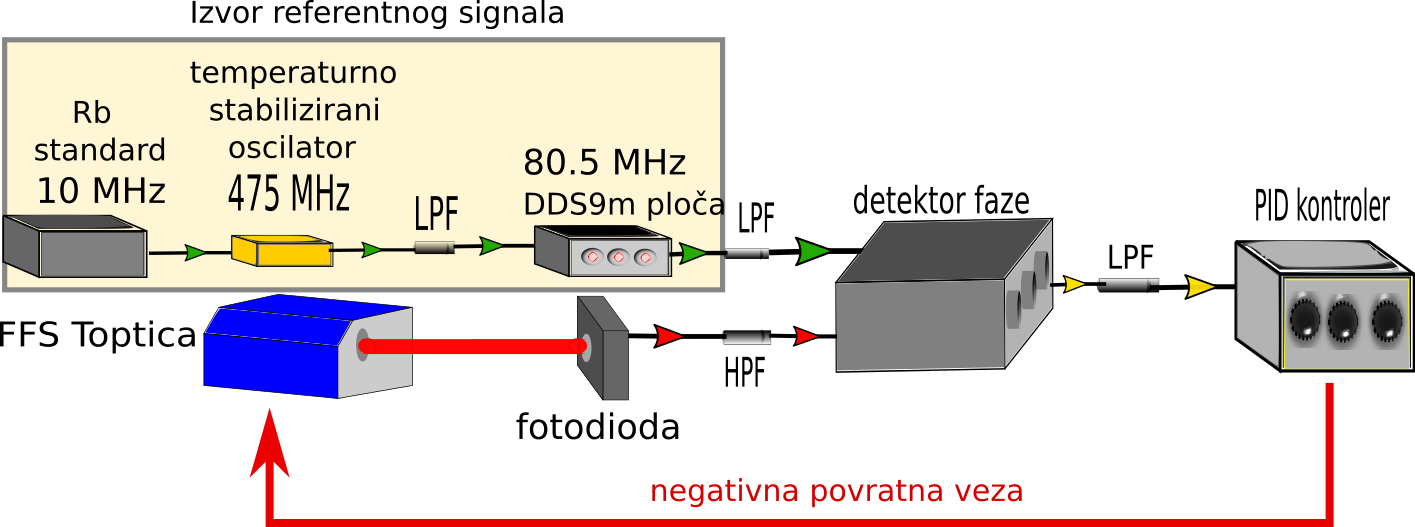 Izvor referentnog signala
Rb
standard
10 MHz
temperaturno
stabilizirani
oscilator
475 MHz
LPF
80.5 MHz
DDS9m ploča
LPF
detektor faze
LPF
PID kontroler
FFS Toptica
fotodioda
HPF
negativna povratna veza